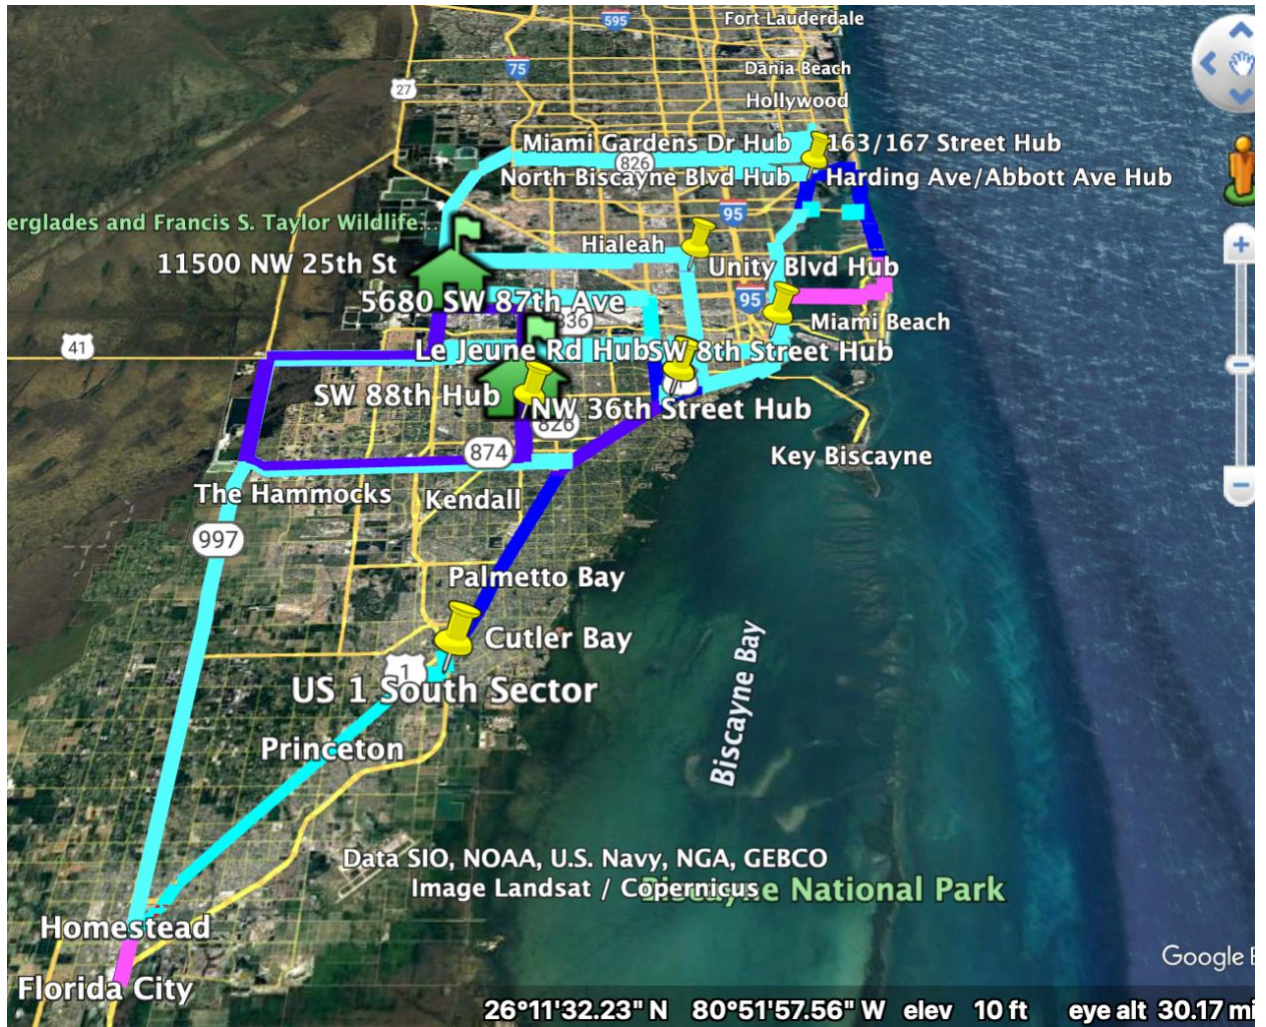 Fort Lauderdale
595
75
Dania Beach
27
Hollywood
Miami Gardens Dr Hub
163/167 Street Hub
826
North Biscayne Blvd Hub
Harding Ave/Abbott Ave Hub
95
erglades and Francis S. Taylor Wildlife...
Hialeah
11500 NW 25th St
Unity Blvd Hub
5680 SW 87th Ave
95
836
Miami Beach
41
Le Jeune Rd Hub
SW 8th Street Hub
SW 88th Hub
/NW 36th Street Hub
826
874
Key Biscayne
The Hammocks
Kendall
997
Palmetto Bay
Cutler Bay
1
US 1 South Sector
Biscayne Bay
Princeton
Data SIO, NOAA, U.S. Navy, NGA, GEBCO
Image Landsat / Copernicus
Biscayne National Park
Homestead
Google E
Florida City
26°11'32.23" N 80°51'57.56" W elev 10 ft eye alt 30.17 mi